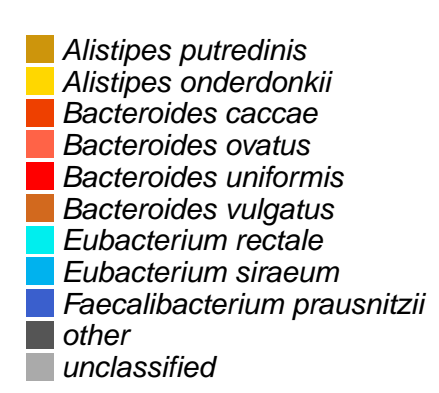 Alistipes putredinis
Alistipes onderdonkii
Bacteroides caccae
Bacteroides ovatus
Bacteroides uniformis
Bacteroides vulgatus
Eubacterium rectale
Eubacterium siraeum
Faecalibacterium prausnitzii
other
unclassified